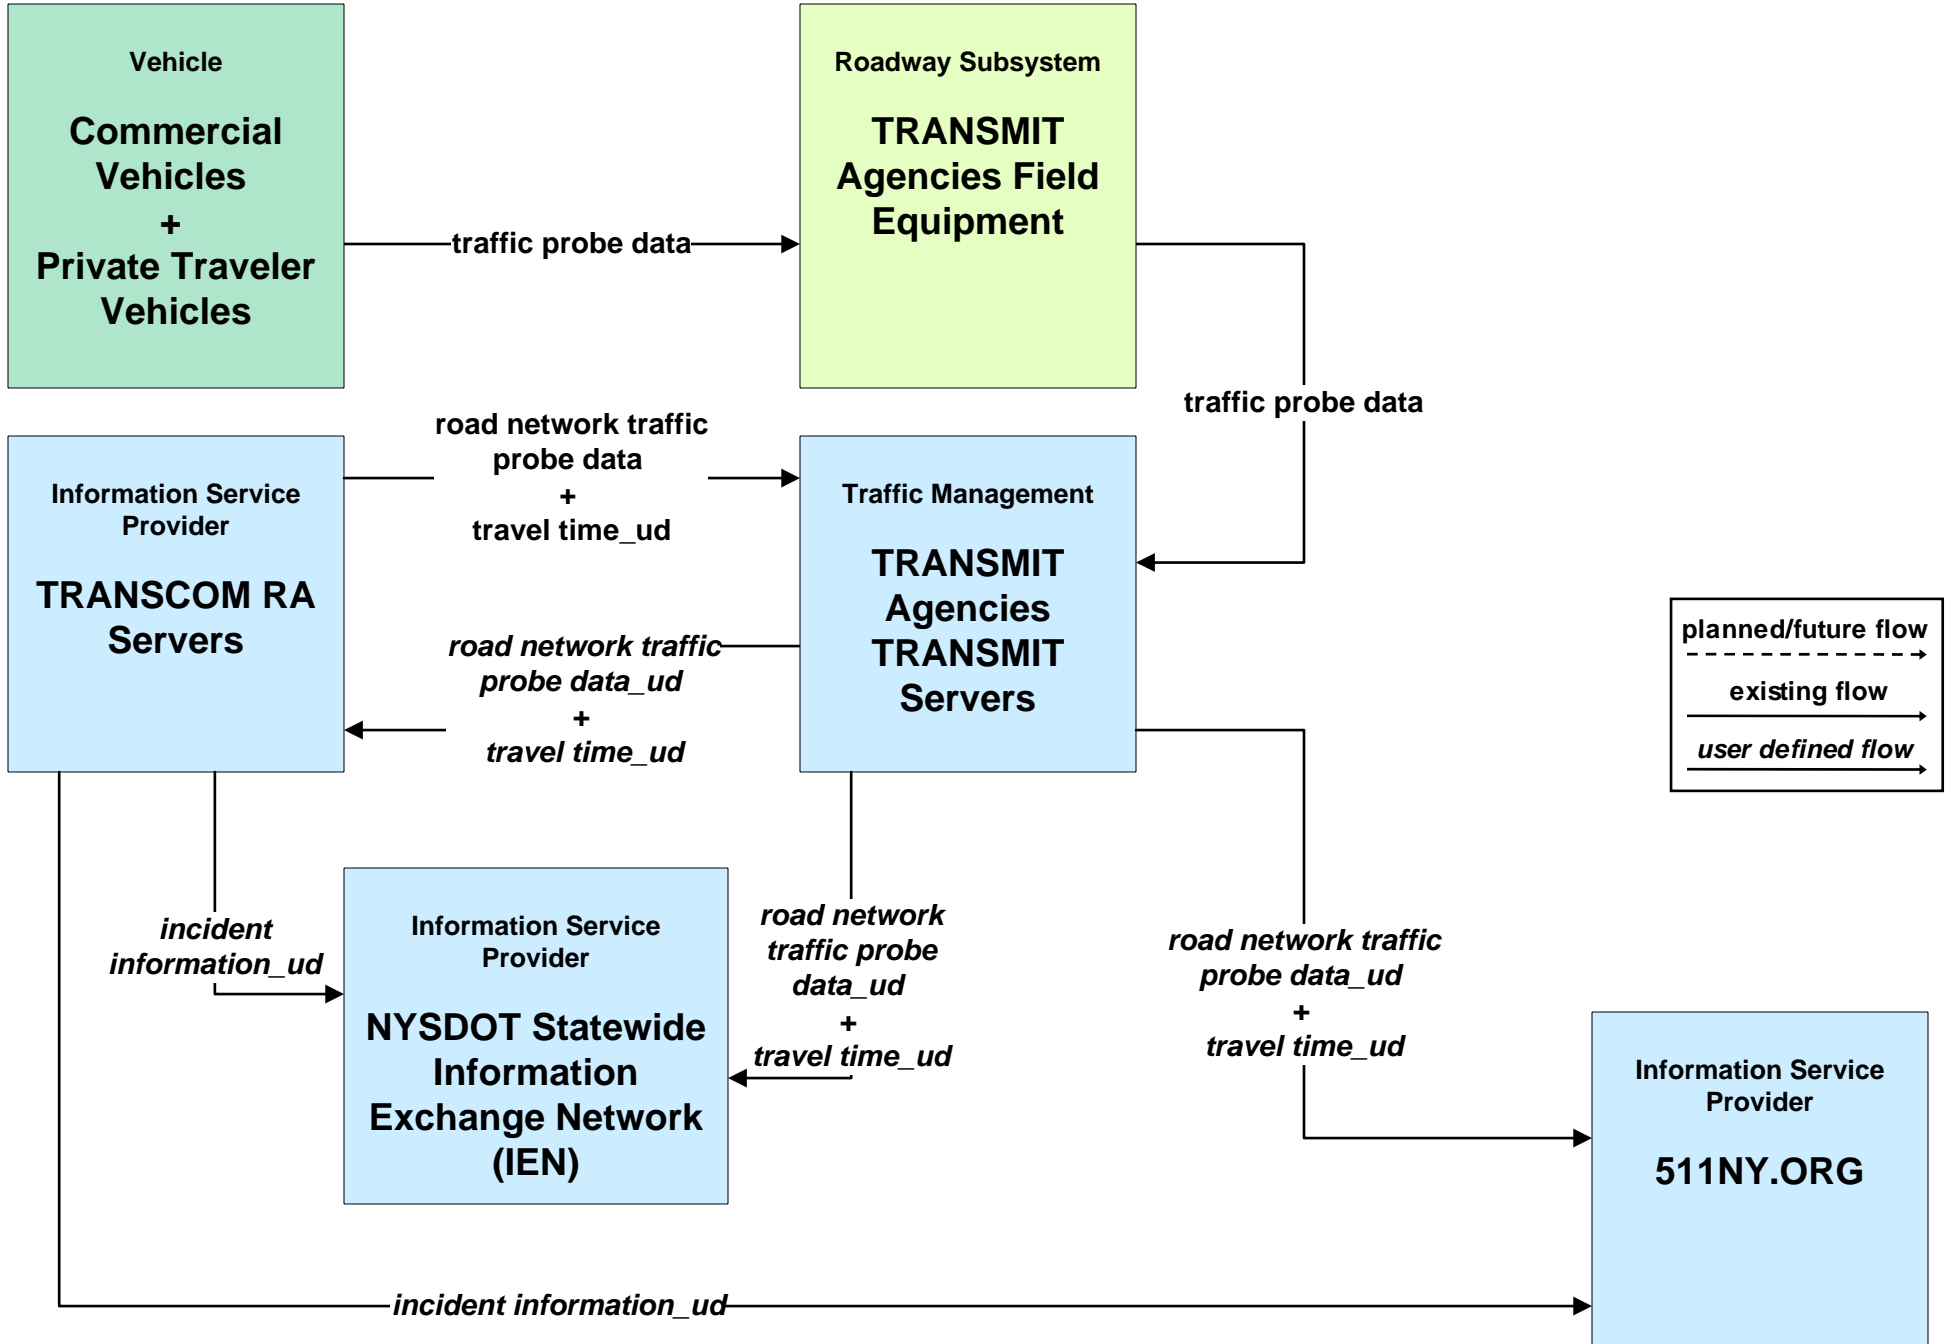 Vehicle
Commercial
Vehicles
+
Private Traveler
Vehicles
traffic probe data
Roadway Subsystem
TRANSMIT
Agencies Field
Equipment
traffic probe data
road network traffic
probe data
+
travel time_ud
Information Service
Provider
TRANSCOM RA
Servers
Traffic Management
TRANSMIT
Agencies
TRANSMIT
Servers
road network traffic
probe data_ud
+
travel time_ud
planned/future flow
existing flow
user defined flow
incident
information_ud
Information Service
Provider
NYSDOT Statewide
Information
Exchange Network
(IEN)
road network
traffic probe
data_ud
+
travel time_ud
road network traffic
probe data_ud
+
travel time_ud
Information Service
Provider
511NY.ORG
incident information_ud